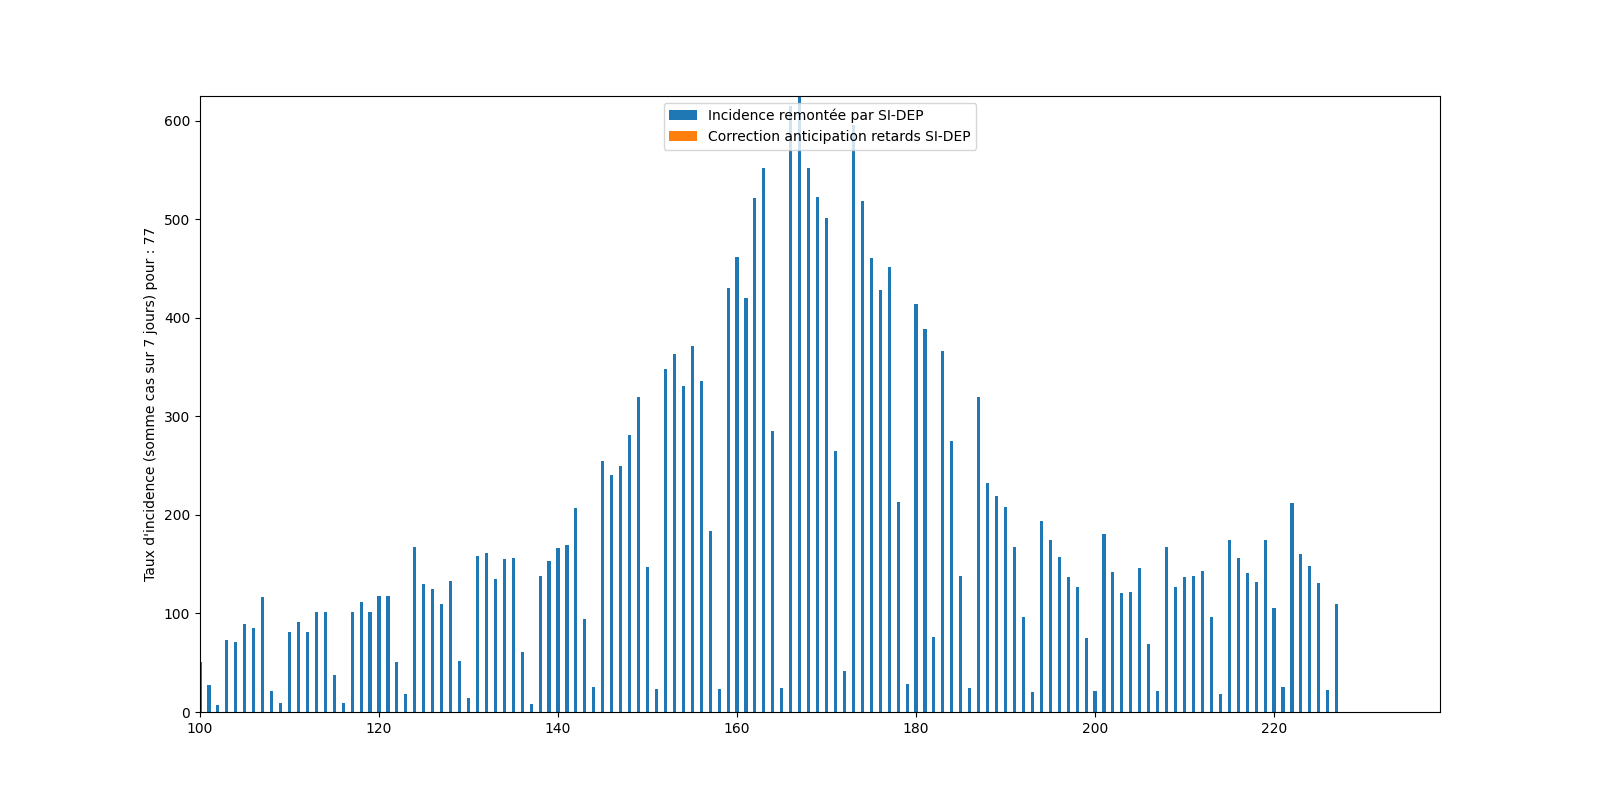 Incidence remontée par SI-DEP
Correction anticipation retards SI-DEP
Taux d'incidence (somme cas sur 7 jours) pour : 77
600
500
400
300
200
100
0
100 120 140 160 180 200 220